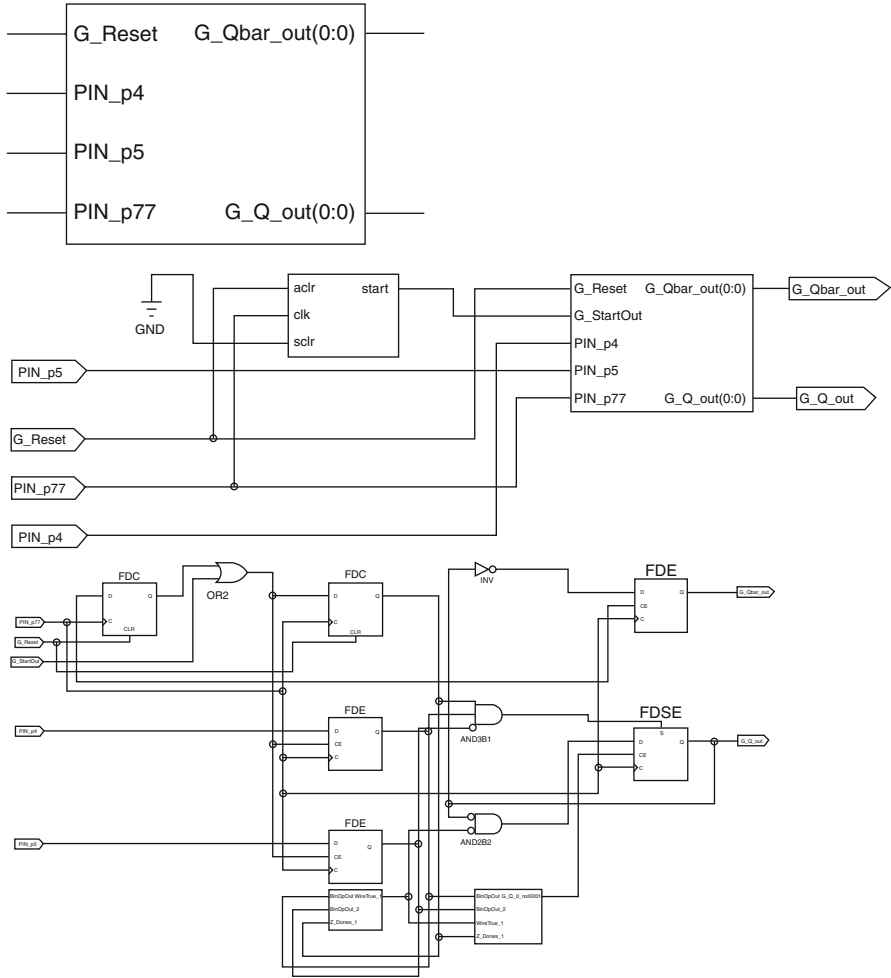 G_Reset G_Qbar_out(0:0)
PIN_p4
PIN_p5
PIN_p77 G_Q_out(0:0)
GND
aclr start
clk
sclr
G_Reset G_Qbar_out(0:0)
G_StartOut
PIN_p4
PIN_p5
PIN_p77 G_Q_out(0:0)
G_Qbar_out
G_Q_out
PIN_p5
G_Reset
PIN_p77
PIN_p4
FDC
D Q
C
CLR
OR2
FDC
D Q
C
CLR
INV
FDE
D Q
CE
C
G_Qbar_out
PIN_p77
G_Reset
G_StartOut
PIN_p4
FDE
D Q
CE
C
AND3B1
FDSE
S
D Q
CE
C
G_Q_out
PIN_p5
FDE
D Q
CE
C
AND2B2
BinOpOut WireTrue_1
BinOpOut_2
Z_Dones_1
BinOpOut G_Q_0_not0001
BinOpOut_2
WireTrue_1
Z_Dones_1